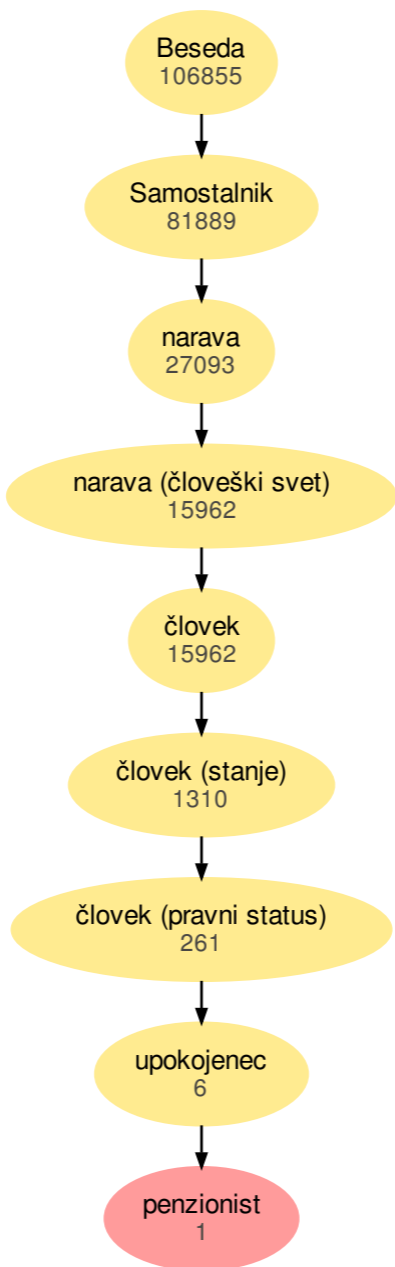 Beseda
106855
Samostalnik
81889
narava
27093
narava (človeški svet)
15962
človek
15962
človek (stanje)
1310
človek (pravni status)
261
upokojenec
6
penzionist
1